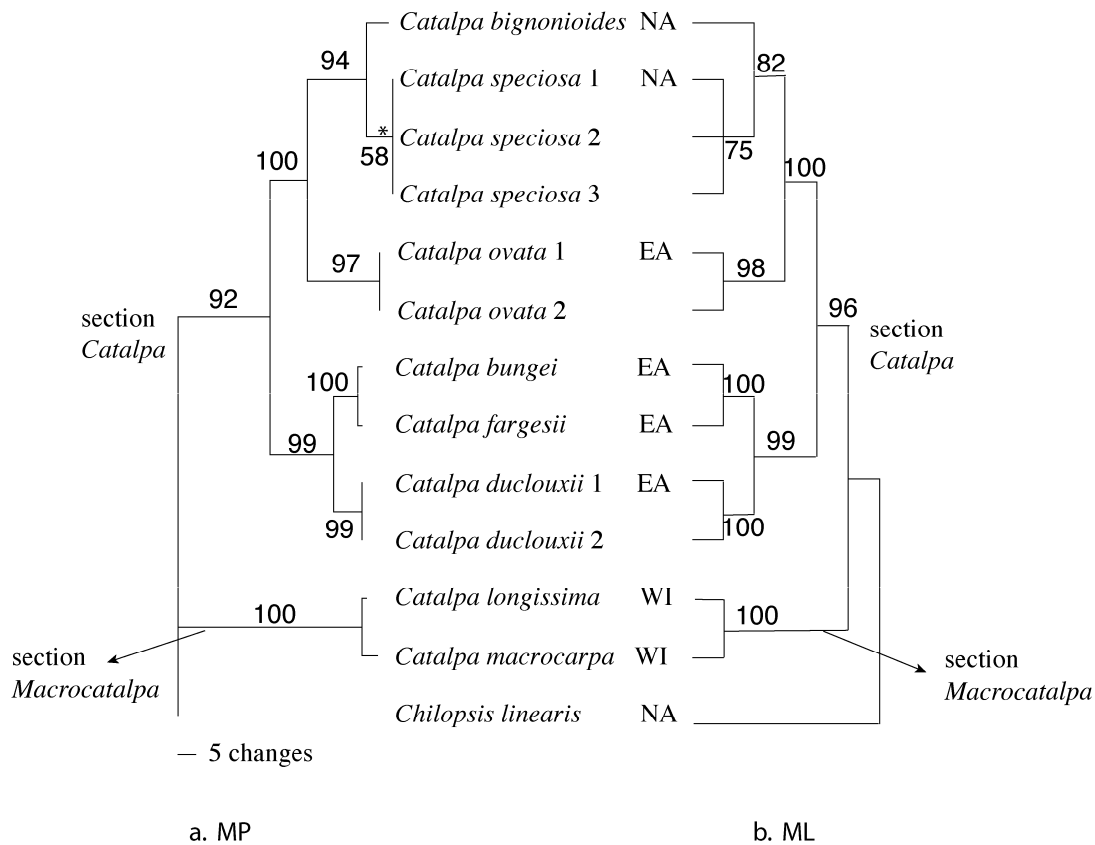 Catalpa bignonioides NA
94
82
Catalpa speciosa 1 NA
*
Catalpa speciosa 2
58
75
100
100
Catalpa speciosa 3
Catalpa ovata 1 EA
97
98
Catalpa ovata 2
92
96
section
Catalpa
section
Catalpa
Catalpa bungei EA
100
100
Catalpa fargesii EA
99
99
Catalpa duclouxii 1 EA
99
100
Catalpa duclouxii 2
Catalpa longissima WI
100
100
Catalpa macrocarpa WI
section
Macrocatalpa
section
Macrocatalpa
Chilopsis linearis NA
5 changes
a. MP
b. ML